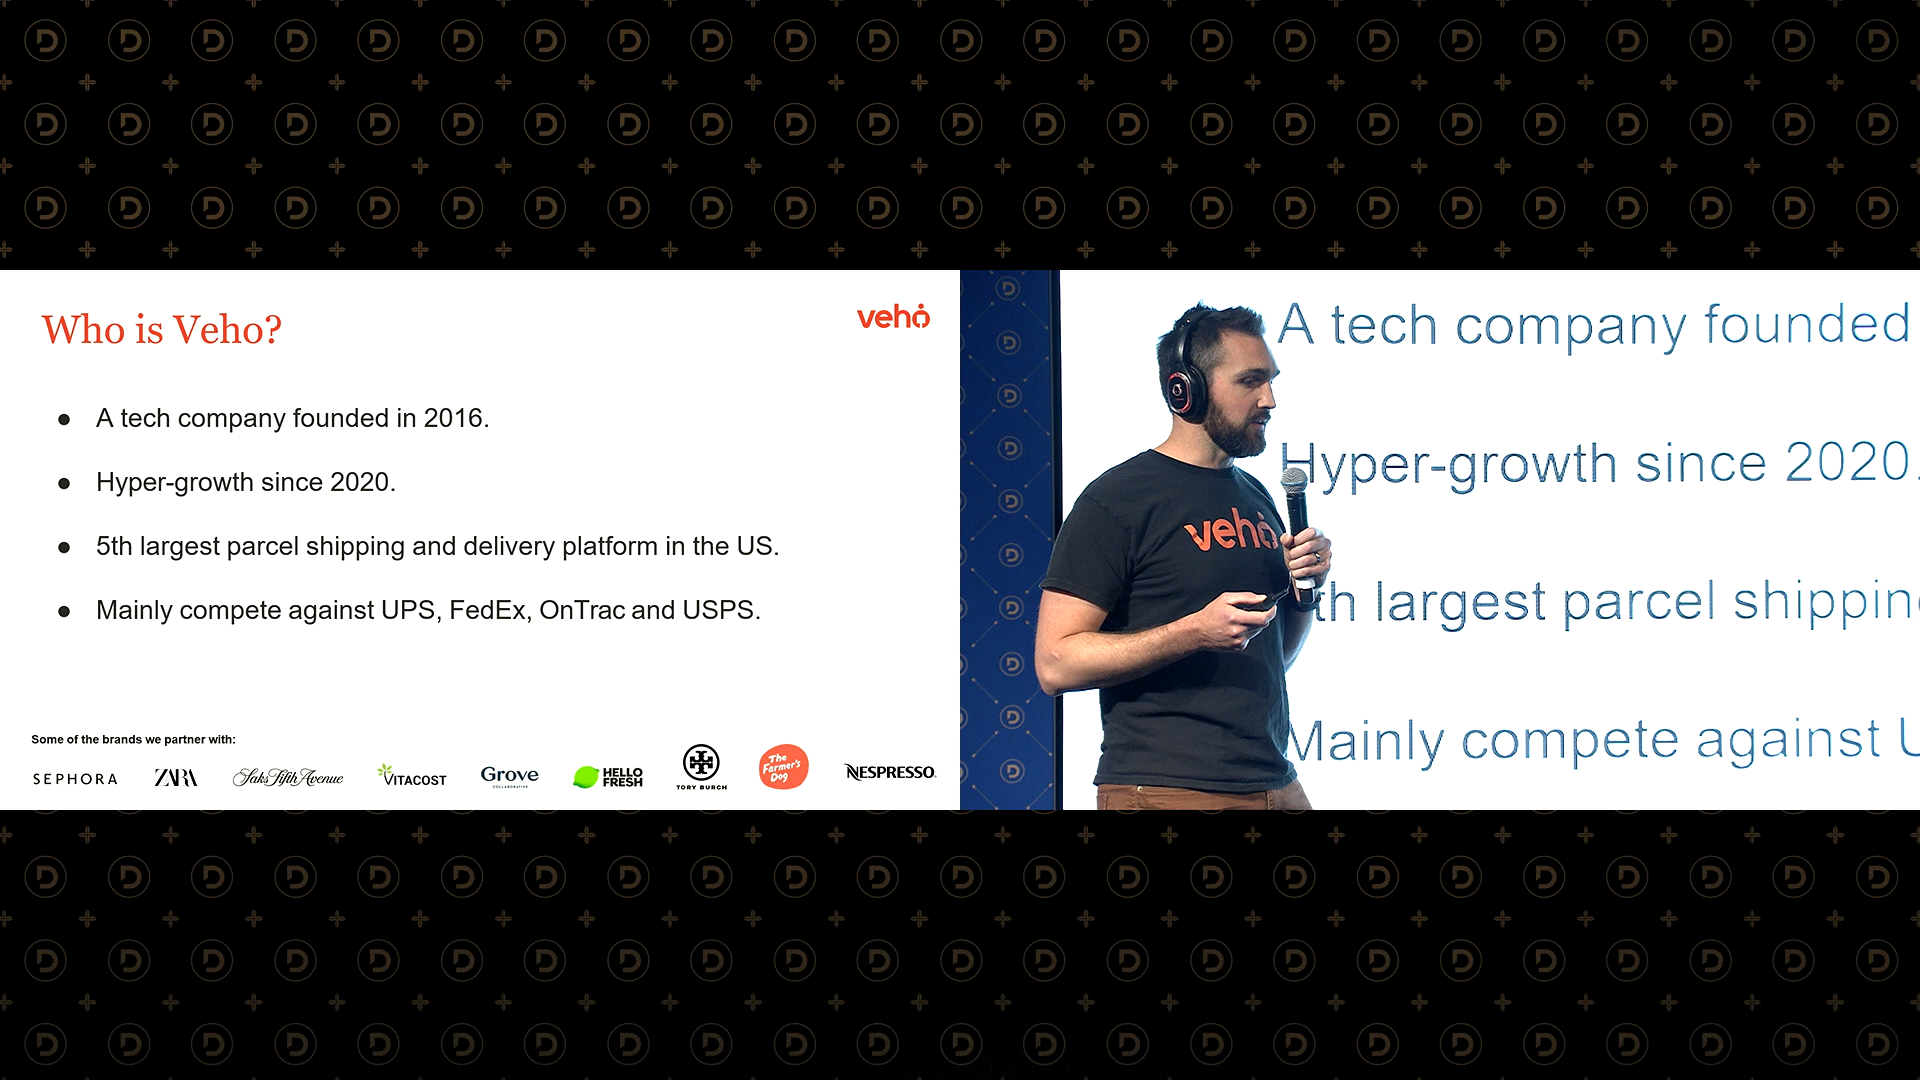 Who is Veho?
veho
● A tech company founded in 2016.
● Hyper-growth since 2020.
● 5th largest parcel shipping and delivery platform in the US.
● Mainly compete against UPS, FedEx, OnTrac and USPS.
Some of the brands we partner with:
SEPHORA
ZARA
Saks Fifth Avenue
VITACOST
Grove
COLLABORATIVE
HELLO
FRESH
TORY BURCH
The
Farmer's
Dog
NESPRESSO.
A tech company founded
Hyper-growth since 2020.
veho
th largest parcel shippin
Mainly compete against U